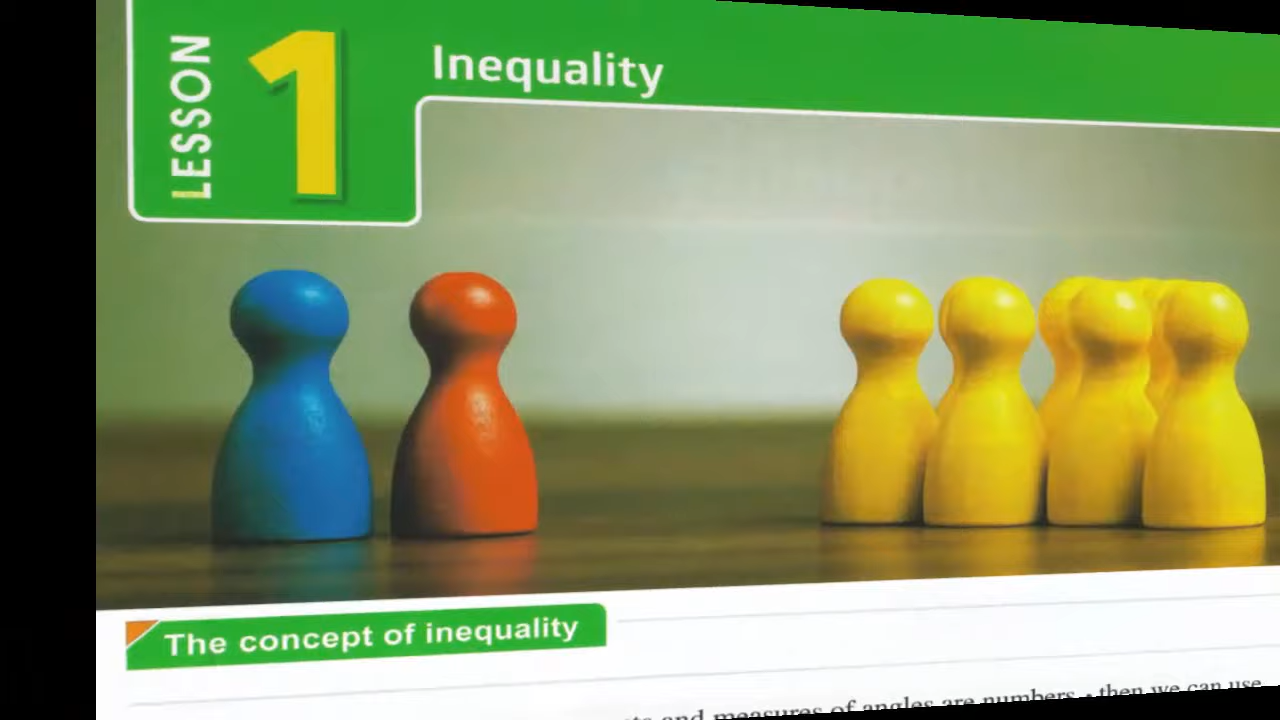 LESSON 1
Inequality
The concept of inequality
and measures of angles are numbers , then we can use